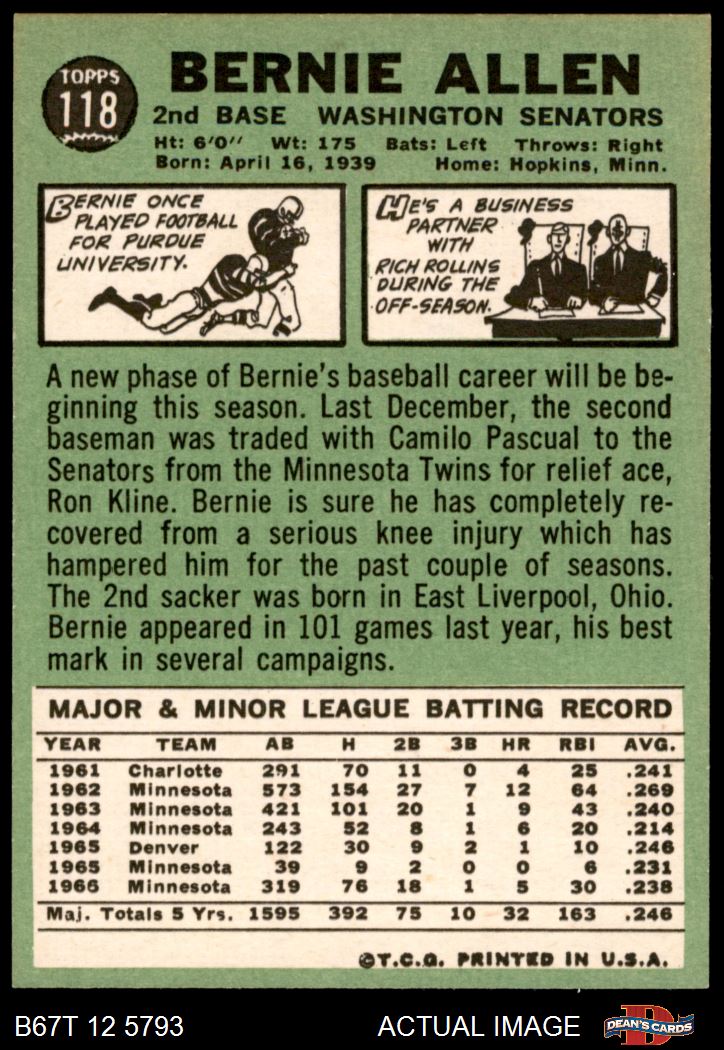 TOPPS
118
BERNIE ALLEN
2nd BASE WASHINGTON SENATORS
Ht: 6'0" Wt: 175 Bats: Left Throws: Right
Born: April 16, 1939 Home: Hopkins, Minn.
BERNIE ONCE
PLAYED FOOTBALL
FOR PURDUE
UNIVERSITY.
HE'S A BUSINESS
PARTNER
WITH
RICH ROLLINS
DURING THE
OFF-SEASON.
A new phase of Bernie's baseball career will be be-
ginning this season. Last December, the second
baseman was traded with Camilo Pascual to the
Senators from the Minnesota Twins for relief ace,
Ron Kline. Bernie is sure he has completely re-
covered from a serious knee injury which has
hampered him for the past couple of seasons.
The 2nd sacker was born in East Liverpool, Ohio.
Bernie appeared in 101 games last year, his best
mark in several campaigns.
MAJOR & MINOR LEAGUE BATTING RECORD
YEAR TEAM AB H 2B 3B HR RBI AVG.
1961 Charlotte 291 70 11 0 4 25 .241
1962 Minnesota 573 154 27 7 12 64 .269
1963 Minnesota 421 101 20 1 9 43 .240
1964 Minnesota 243 52 8 1 6 20 .214
1965 Denver 122 30 9 2 1 10 .246
1965 Minnesota 39 9 2 0 0 6 .231
1966 Minnesota 319 76 18 1 5 30 .238
Maj. Totals 5 Yrs. 1595 392 75 10 32 163 .246
©T.C.G. PRINTED IN U.S.A.
B67T 12 5793 ACTUAL IMAGE D DEAN'S CARDS